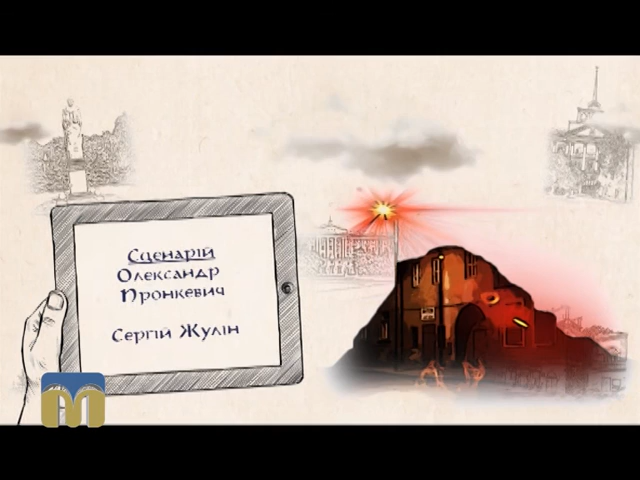 Сценарій
Олександр
Пронкевич
Сергій Жулін